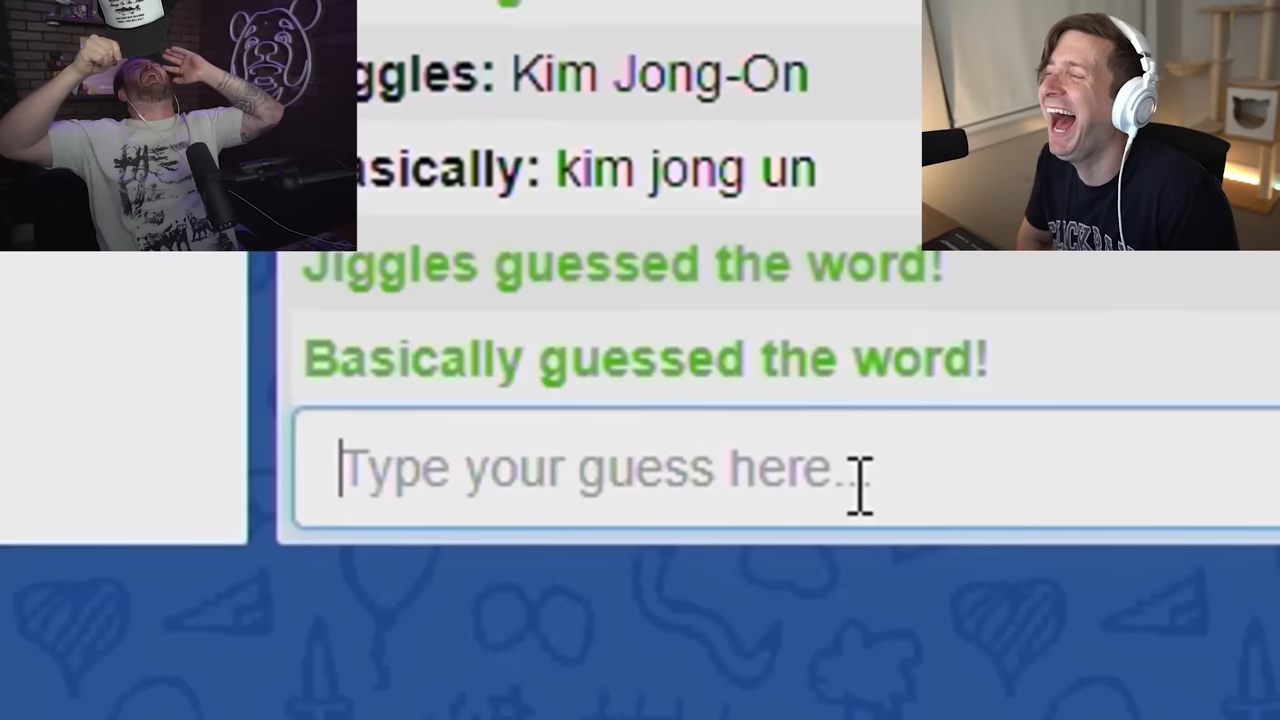 ggles: Kim Jong-On
asically: kim jong un
Jiggles guessed the word!
Basically guessed the word!
Type your guess here...